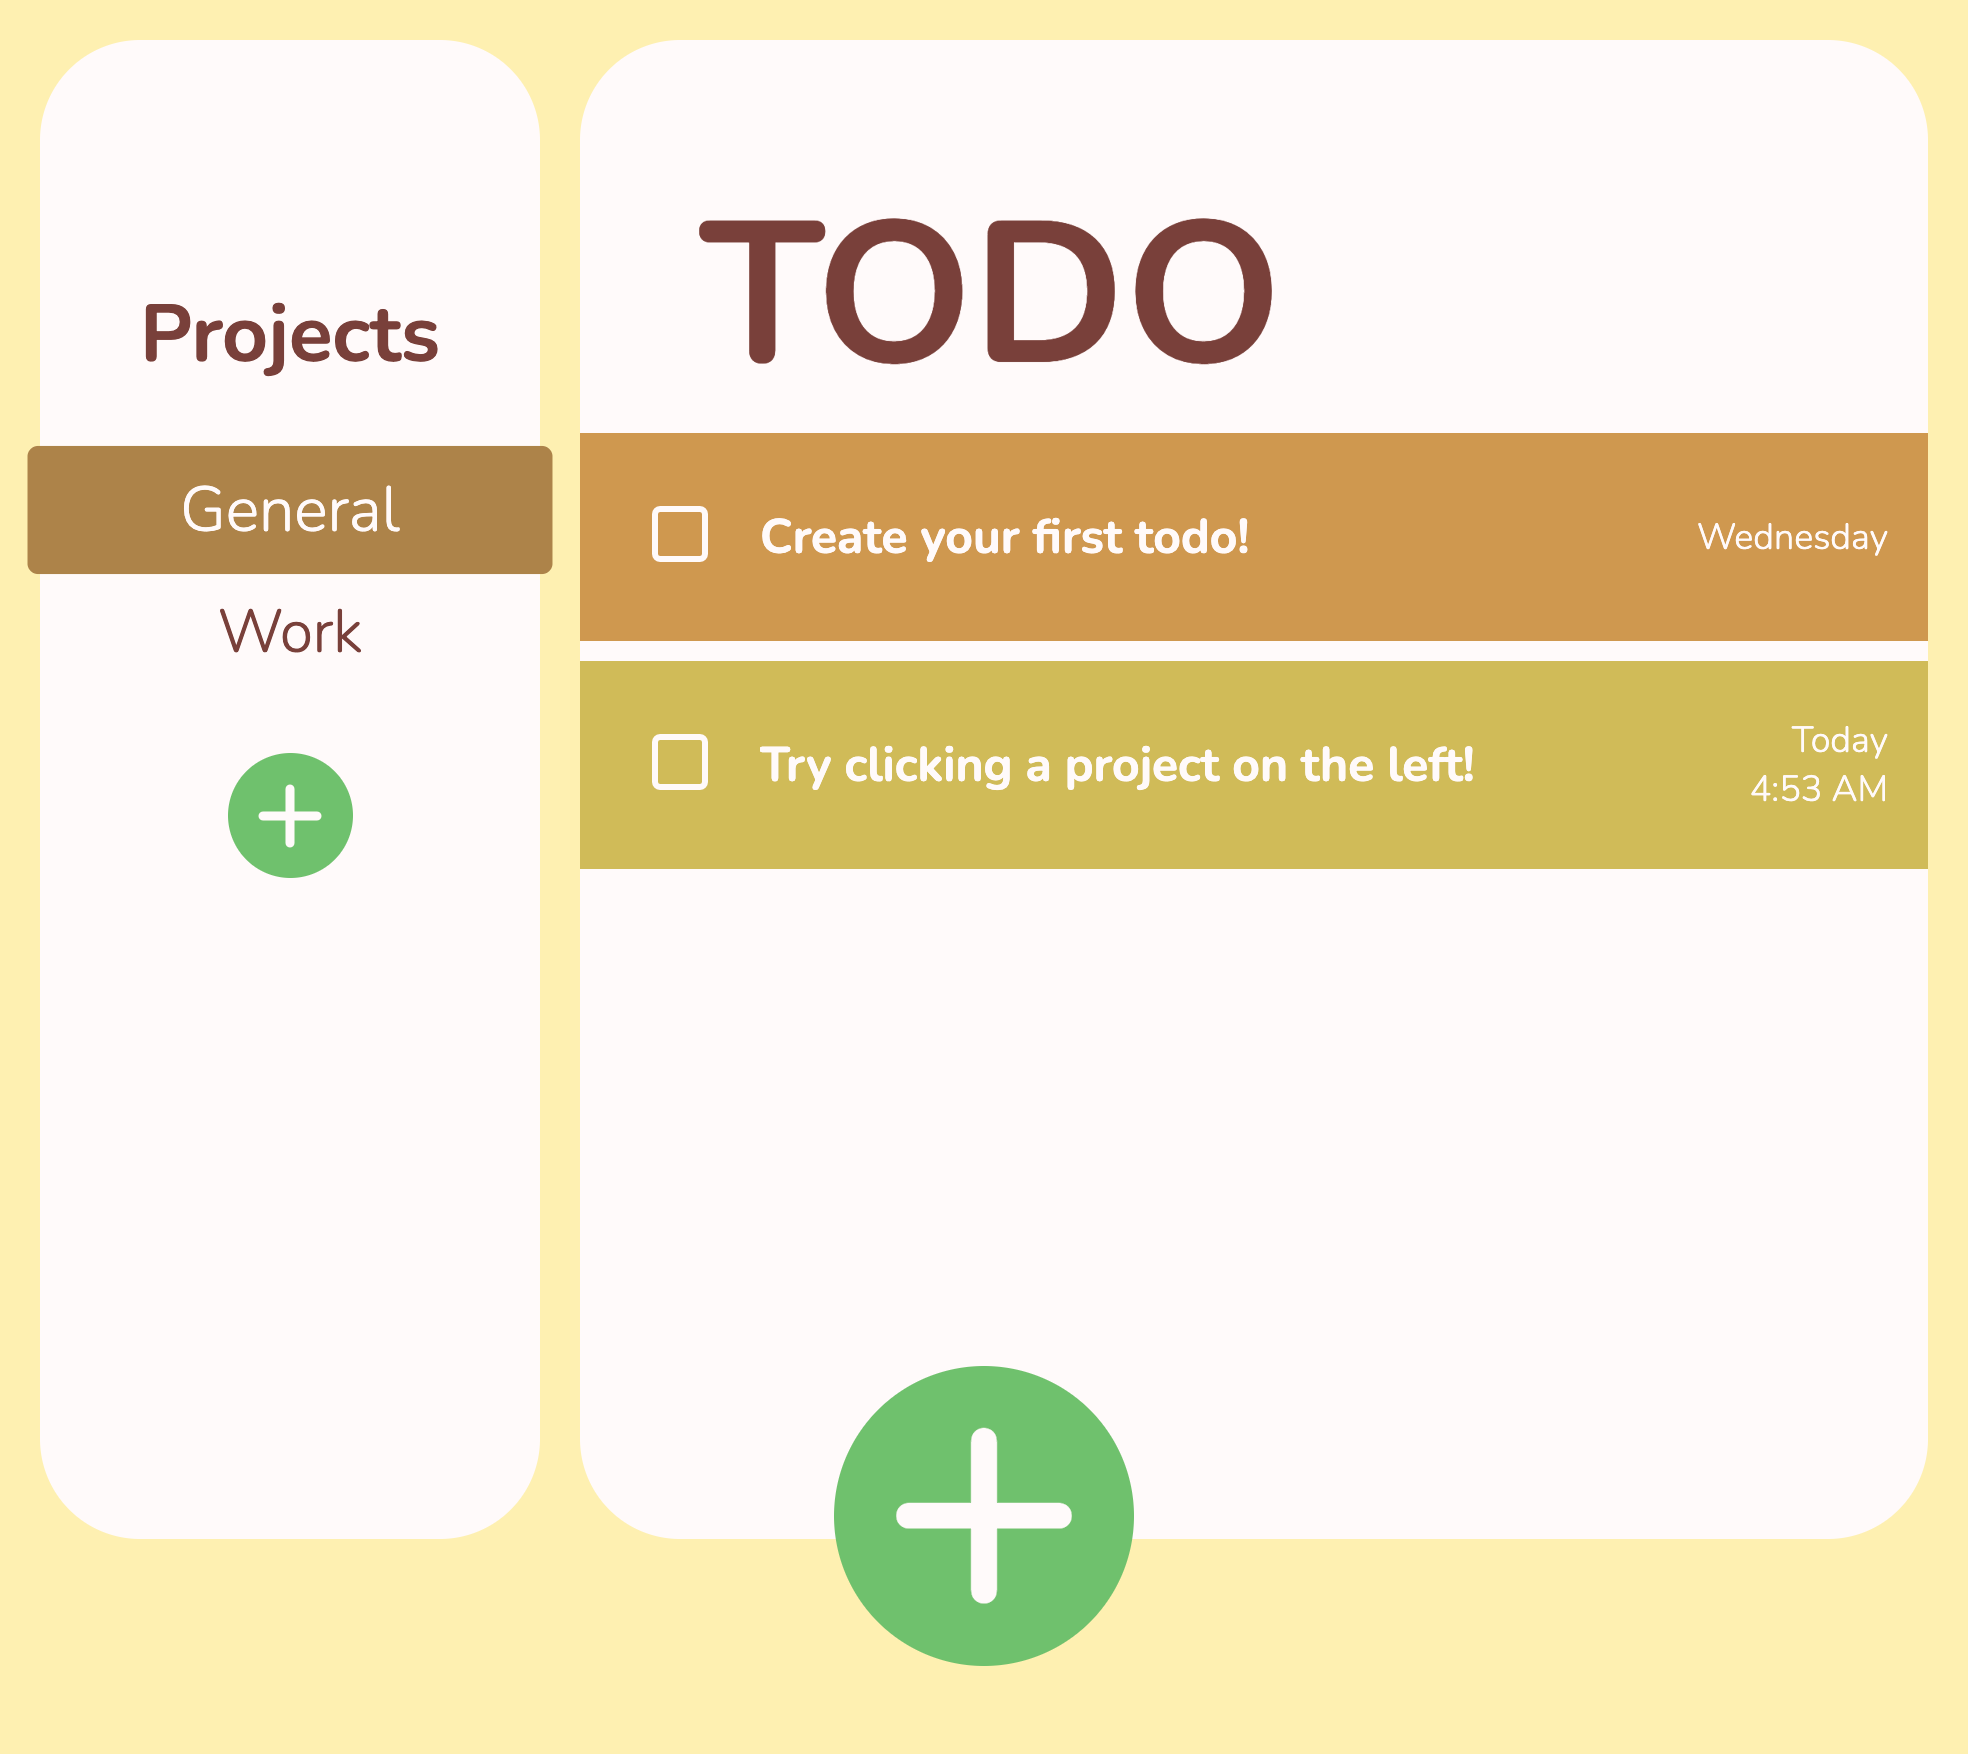 Projects
General
Work
TODO
Create your first todo!
Wednesday
Try clicking a project on the left!
Today
4:53 AM